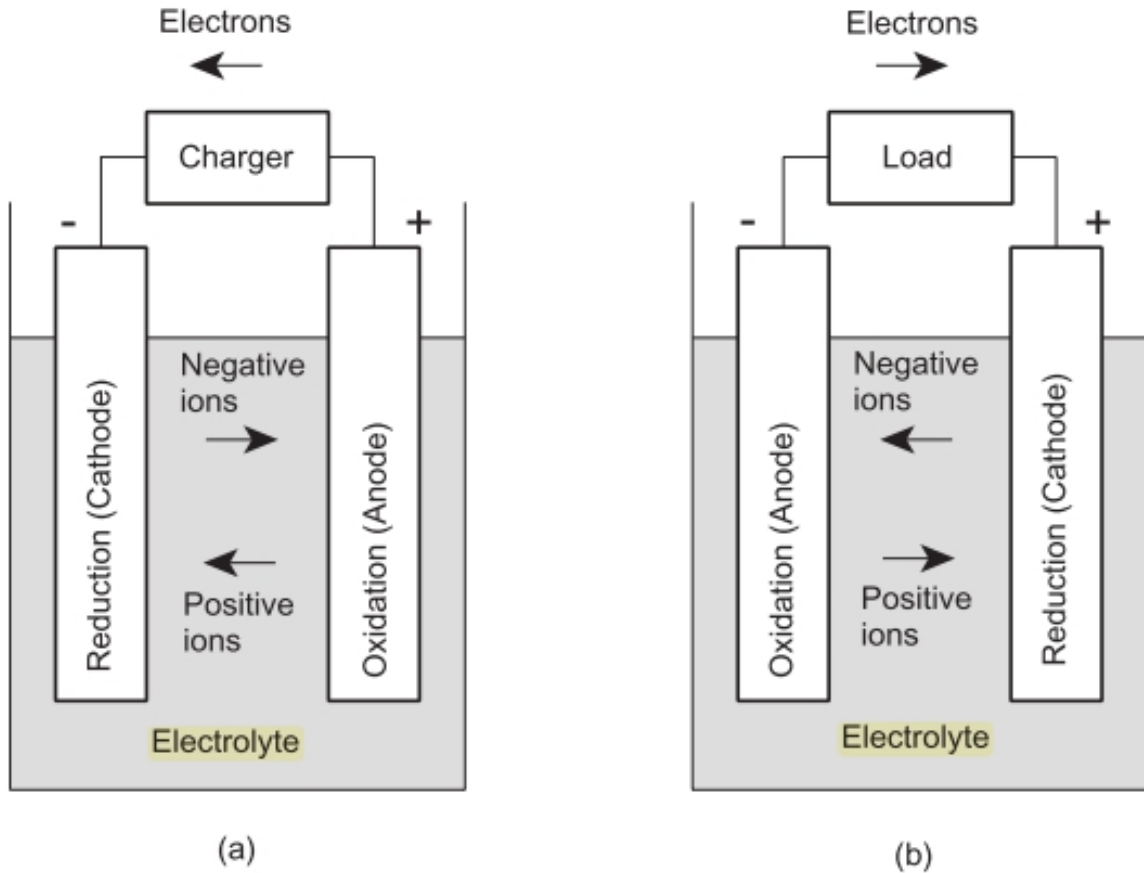 Electrons
Charger
-
+
Negative
ions
Positive
ions
Reduction (Cathode)
Oxidation (Anode)
Electrolyte
(a)
Electrons
Load
-
+
Negative
ions
Positive
ions
Oxidation (Anode)
Reduction (Cathode)
Electrolyte
(b)